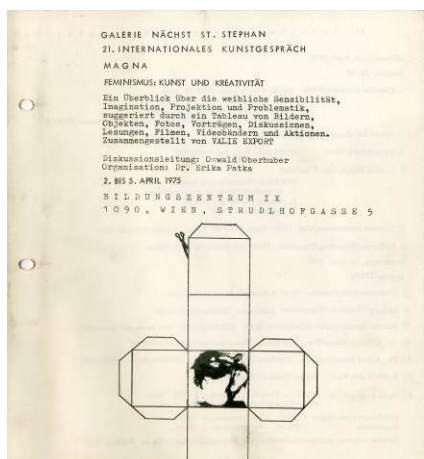 GALERIE NÄCHST ST. STEPHAN
21. INTERNATIONALES KUNSTGESPRÄCH
MAGNA
FEMINISMUS: KUNST UND KREATIVITÄT
Ein Überblick über die weibliche Sensibilität,
Imagination, Projektion und Problematik,
suggeriert durch ein Tableau von Bildern,
Objekten, Fotos, Vorträgen, Diskussionen,
Lesungen, Filmen, Videobändern und Aktionen.
Zusammengestellt von VALIE EXPORT
Diskussionsleitung: Oswald Oberhuber
Organisation: Dr. Erika Patka
2. BIS 5. APRIL 1975
BILDUNGSZENTRUM IX
1090, WIEN, STRUDLHOFGASSE 5